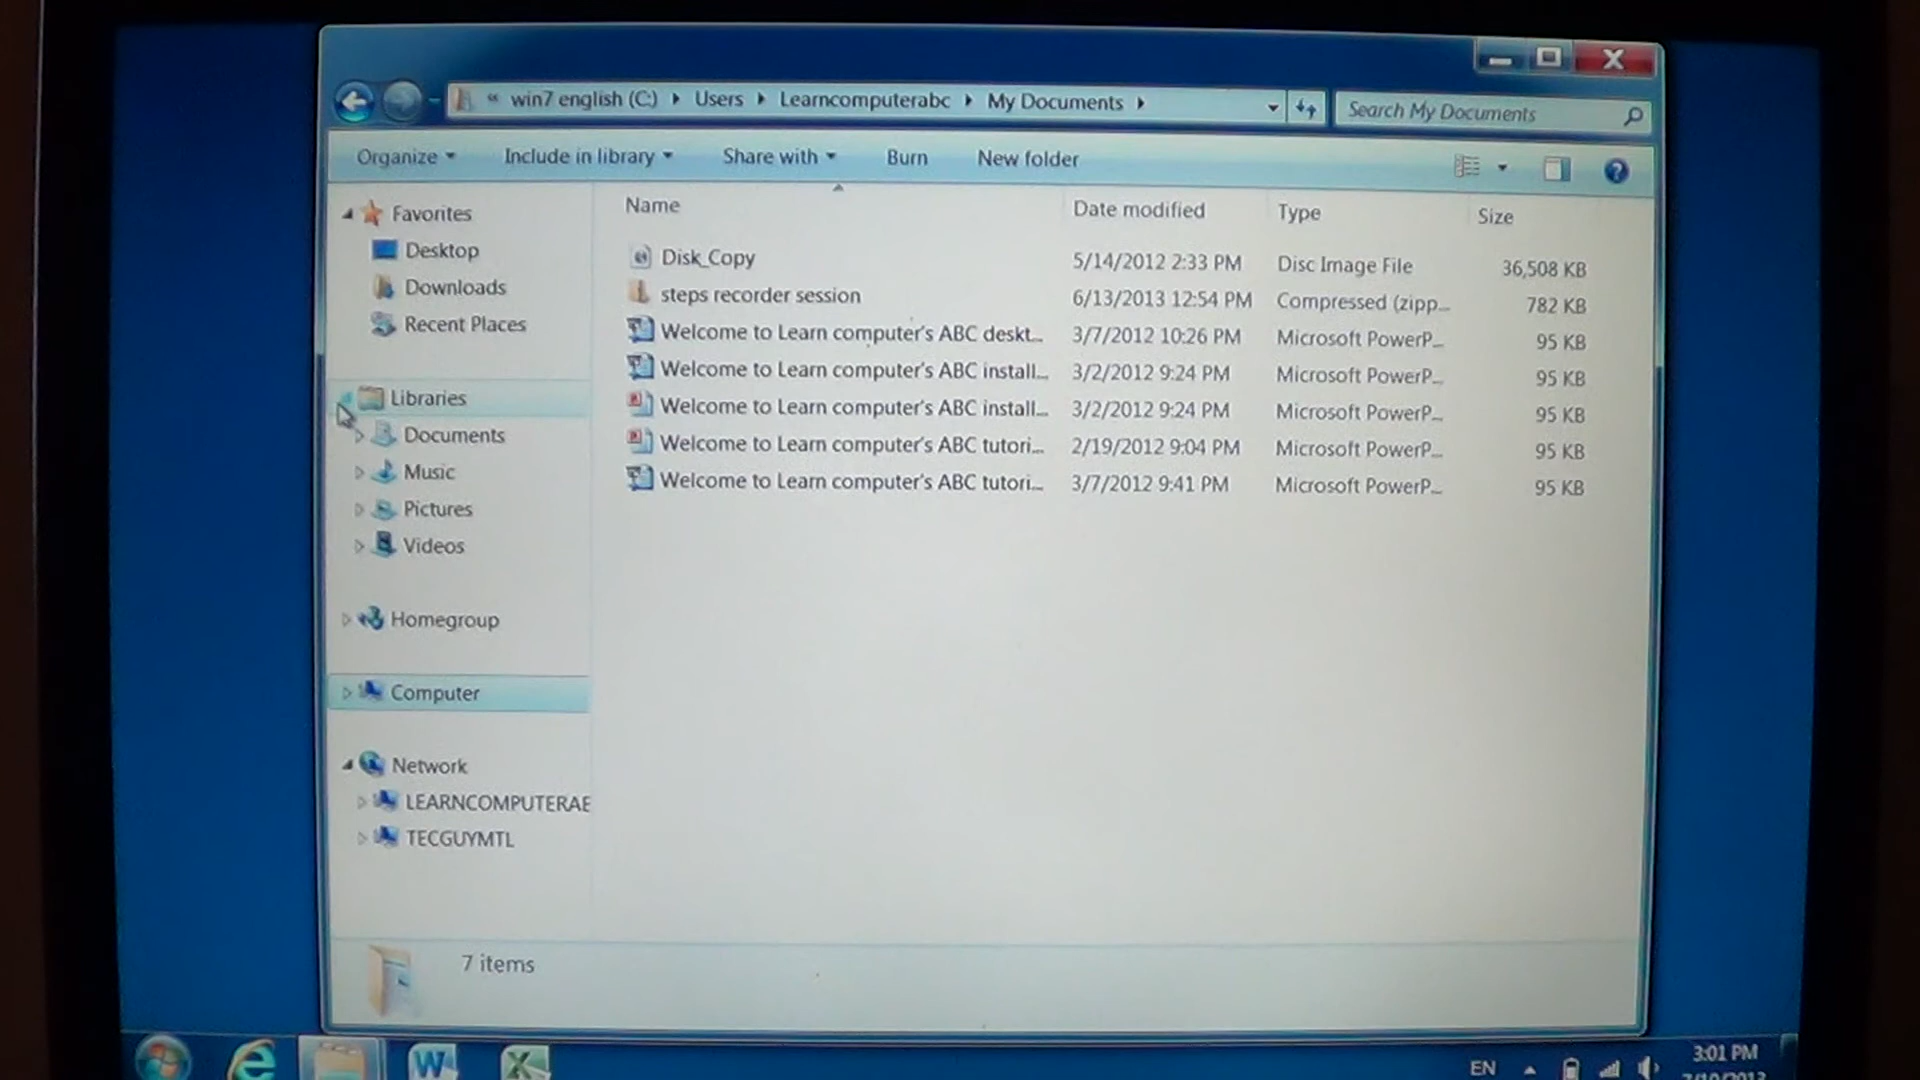 « win7 english (C:) ▸ Users ▸ Learncomputerabc ▸ My Documents ▸
Search My Documents
Organize Include in library Share with Burn New folder
Name Date modified Type Size
Favorites
Desktop
Downloads
Recent Places
Libraries
Documents
Music
Pictures
Videos
Homegroup
Computer
Network
LEARNCOMPUTERAE
TECGUYMTL
Disk_Copy 5/14/2012 2:33 PM Disc Image File 36,508 KB
steps recorder session 6/13/2013 12:54 PM Compressed (zipp... 782 KB
Welcome to Learn computer's ABC deskt... 3/7/2012 10:26 PM Microsoft PowerP... 95 KB
Welcome to Learn computer's ABC install... 3/2/2012 9:24 PM Microsoft PowerP... 95 KB
Welcome to Learn computer's ABC install... 3/2/2012 9:24 PM Microsoft PowerP... 95 KB
Welcome to Learn computer's ABC tutori... 2/19/2012 9:04 PM Microsoft PowerP... 95 KB
Welcome to Learn computer's ABC tutori... 3/7/2012 9:41 PM Microsoft PowerP... 95 KB
7 items
EN
3:01 PM